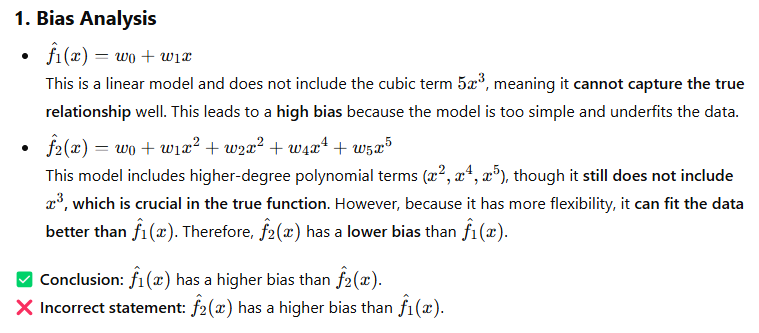 1. Bias Analysis
• f̂₁(x) = w₀ + w₁x
This is a linear model and does not include the cubic term 5x³, meaning it cannot capture the true
relationship well. This leads to a high bias because the model is too simple and underfits the data.
• f̂₂(x) = w₀ + w₁x² + w₂x² + w₄x⁴ + w₅x⁵
This model includes higher-degree polynomial terms (x², x⁴, x⁵), though it still does not include
x³, which is crucial in the true function. However, because it has more flexibility, it can fit the data
better than f̂₁(x). Therefore, f̂₂(x) has a lower bias than f̂₁(x).
✅ Conclusion: f̂₁(x) has a higher bias than f̂₂(x).
❌ Incorrect statement: f̂₂(x) has a higher bias than f̂₁(x).